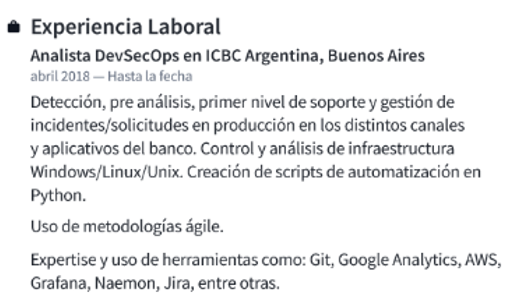 Experiencia Laboral
Analista DevSecOps en ICBC Argentina, Buenos Aires
abril 2018 — Hasta la fecha
Detección, pre análisis, primer nivel de soporte y gestión de
incidentes/solicitudes en producción en los distintos canales
y aplicativos del banco. Control y análisis de infraestructura
Windows/Linux/Unix. Creación de scripts de automatización en
Python.
Uso de metodologías ágile.
Expertise y uso de herramientas como: Git, Google Analytics, AWS,
Grafana, Naemon, Jira, entre otras.